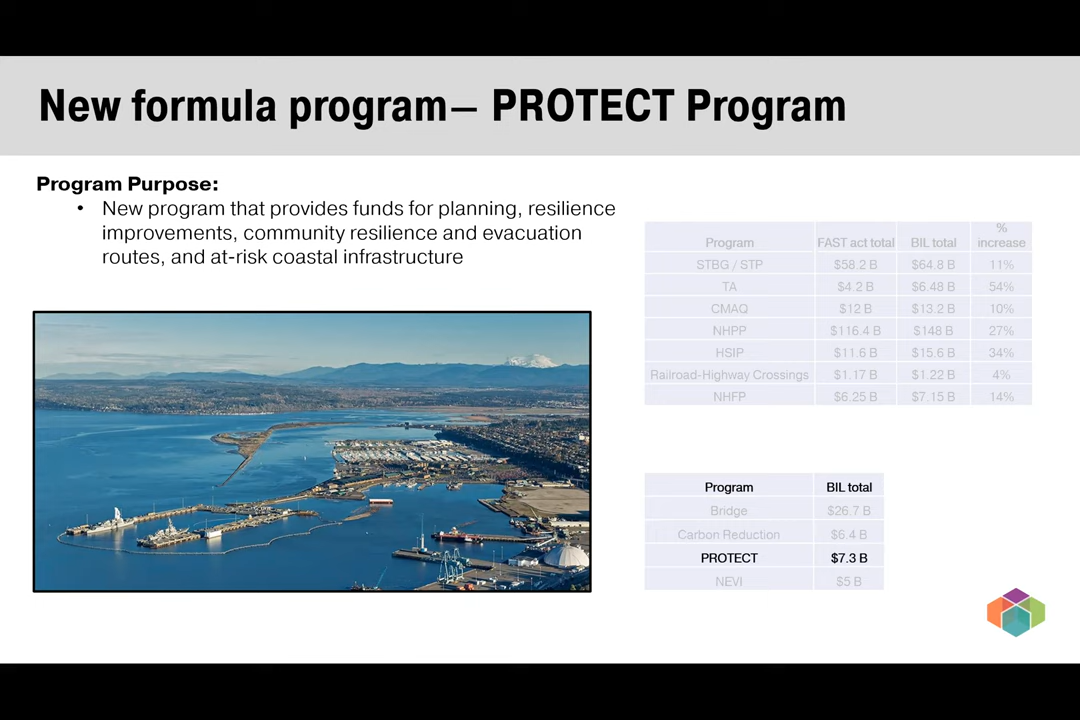 New formula program— PROTECT Program
Program Purpose:
• New program that provides funds for planning, resilience
improvements, community resilience and evacuation
routes, and at-risk coastal infrastructure
Program FAST act total BIL total % increase
STBG / STP $58.2 B $64.8 B 11%
TA $4.2 B $6.48 B 54%
CMAQ $12 B $13.2 B 10%
NHPP $116.4 B $148 B 27%
HSIP $11.6 B $15.6 B 34%
Railroad-Highway Crossings $1.17 B $1.22 B 4%
NHFP $6.25 B $7.15 B 14%
Program BIL total
Bridge $26.7 B
Carbon Reduction $6.4 B
PROTECT $7.3 B
NEVI $5 B